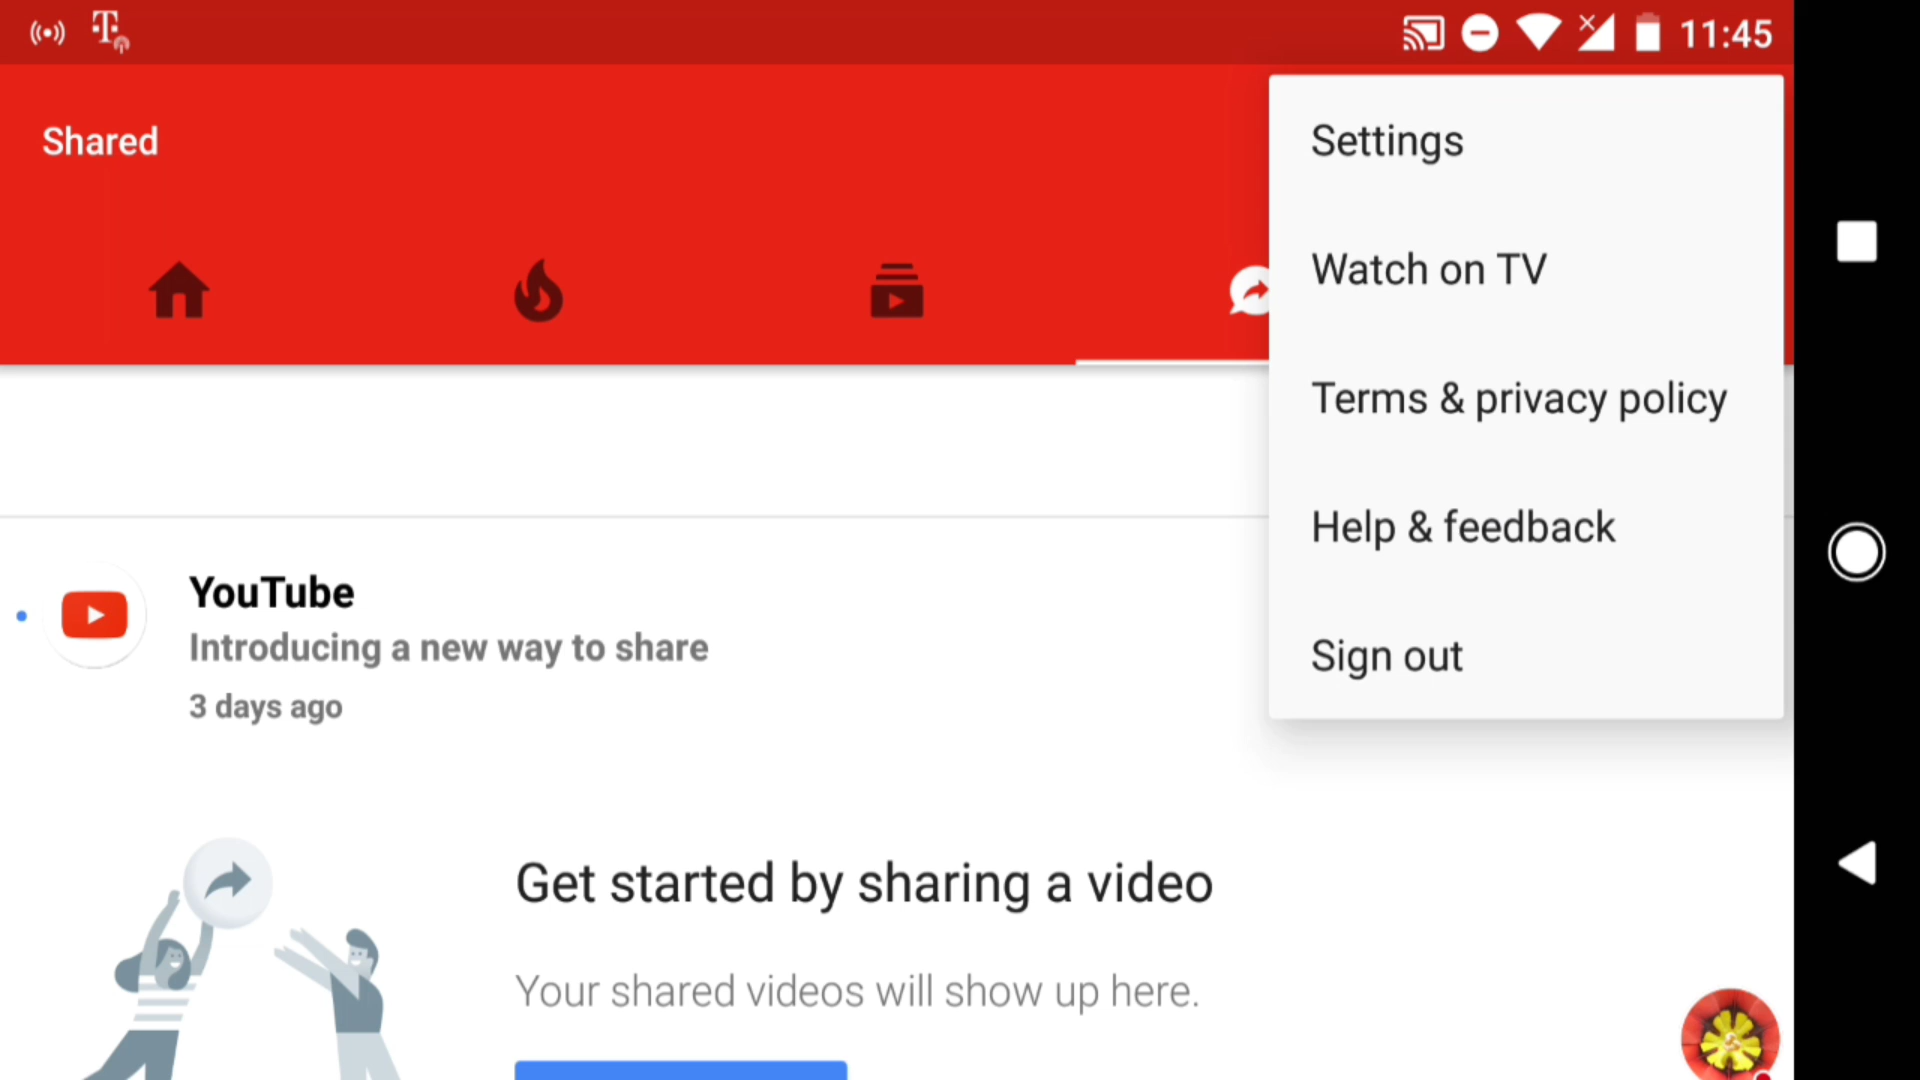 11:45
Shared
Settings
Watch on TV
Terms & privacy policy
Help & feedback
Sign out
YouTube
Introducing a new way to share
3 days ago
Get started by sharing a video
Your shared videos will show up here.